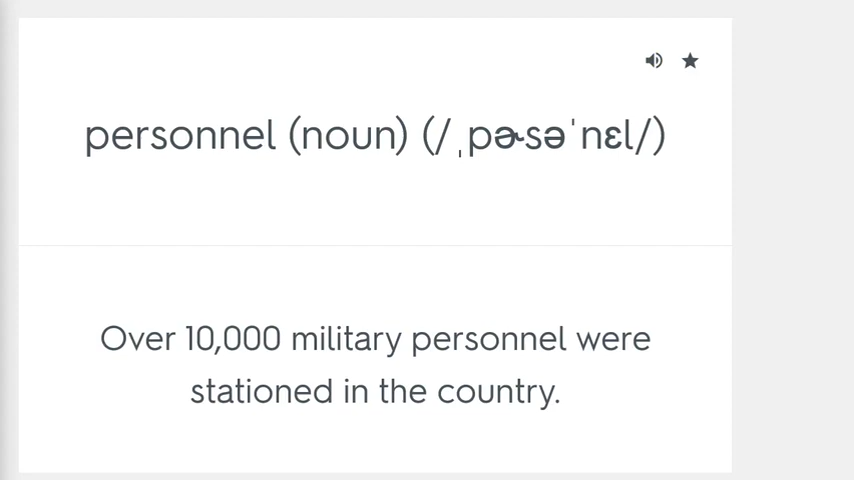 personnel (noun) (/ˌpɚsəˈnɛl/)
Over 10,000 military personnel were
stationed in the country.